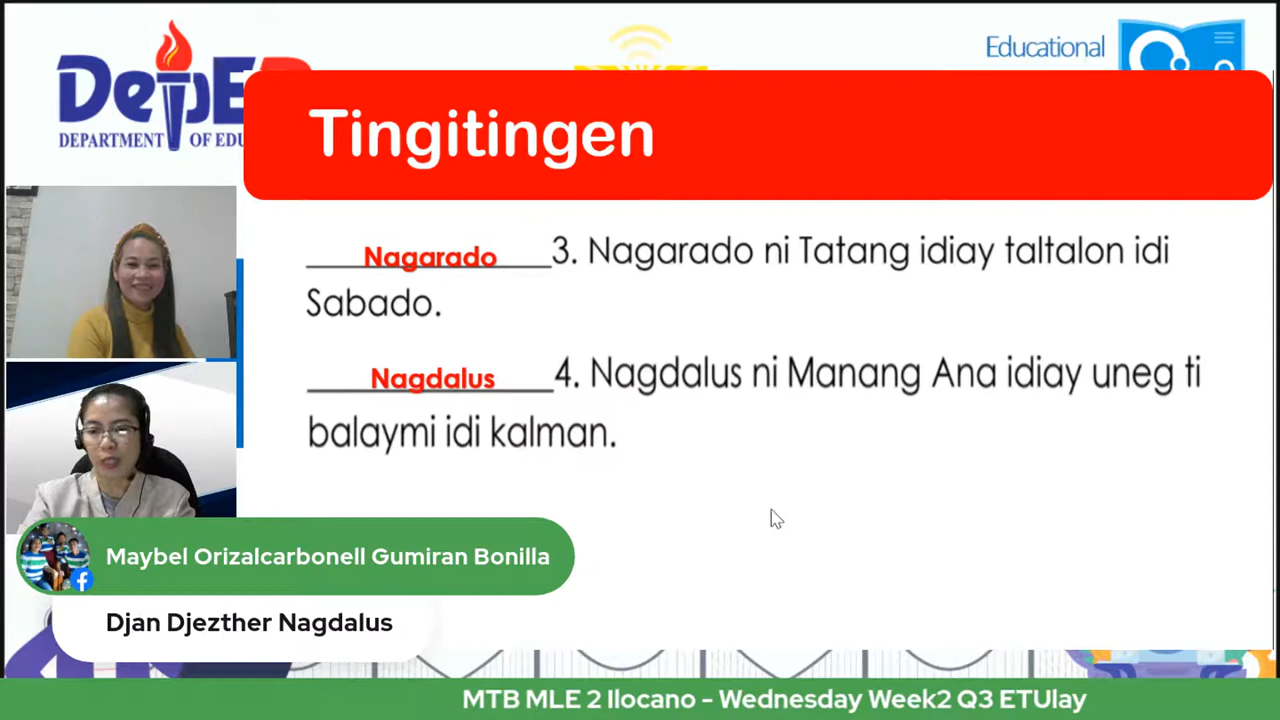 DepED
DEPARTMENT OF EDU
Educational
Tingitingen
Nagarado 3. Nagarado ni Tatang idiay taltalon idi
Sabado.
Nagdalus 4. Nagdalus ni Manang Ana idiay uneg ti
balaymi idi kalman.
Maybel Orizalcarbonell Gumiran Bonilla
Djan Djezther Nagdalus
MTB MLE 2 Ilocano - Wednesday Week2 Q3 ETUlay